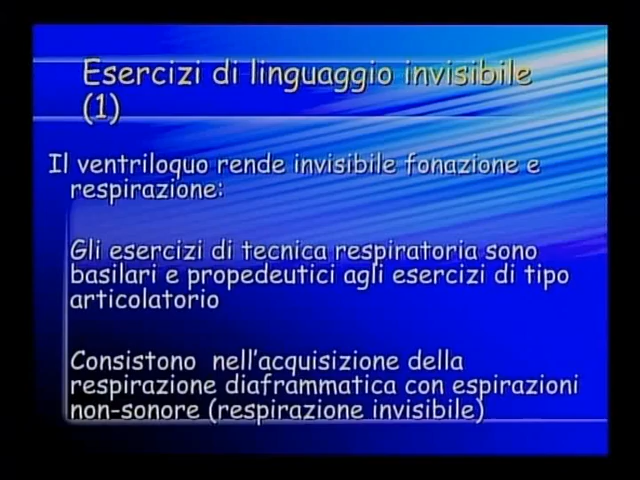 Esercizi di linguaggio invisibile
(1)
Il ventriloquo rende invisibile fonazione e
respirazione:
Gli esercizi di tecnica respiratoria sono
basilari e propedeutici agli esercizi di tipo
articolatorio
Consistono nell'acquisizione della
respirazione diaframmatica con espirazioni
non-sonore (respirazione invisibile)